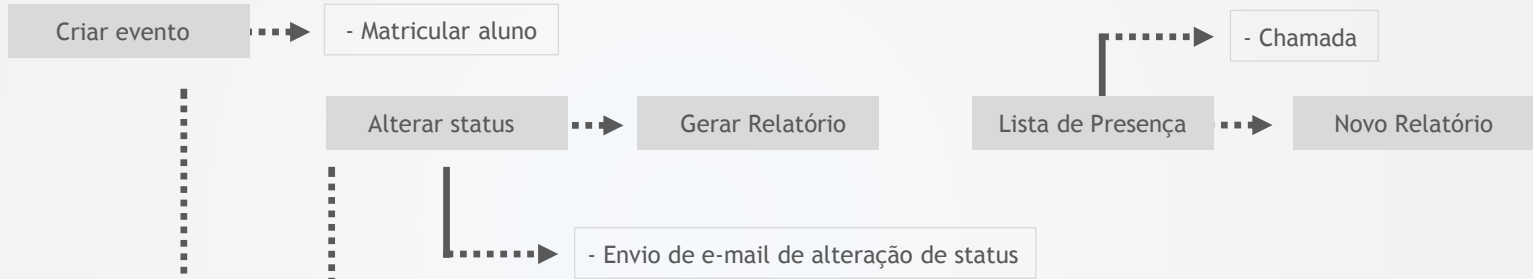 Criar evento
- Matricular aluno
- Chamada
Alterar status
Gerar Relatório
Lista de Presença
Novo Relatório
- Envio de e-mail de alteração de status